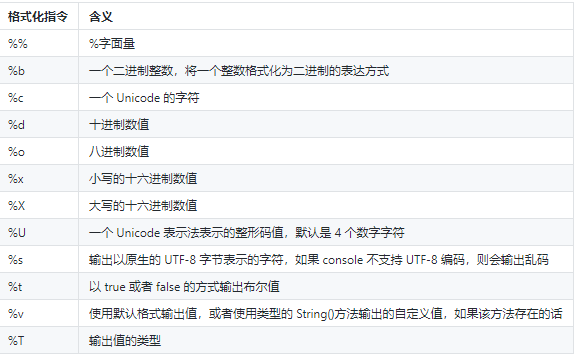 格式化指令 含义
%% %字面量
%b 一个二进制整数，将一个整数格式化为二进制的表达方式
%c 一个 Unicode 的字符
%d 十进制数值
%o 八进制数值
%x 小写的十六进制数值
%X 大写的十六进制数值
%U 一个 Unicode 表示法表示的整形码值，默认是 4 个数字字符
%s 输出以原生的 UTF-8 字节表示的字符，如果 console 不支持 UTF-8 编码，则会输出乱码
%t 以 true 或者 false 的方式输出布尔值
%v 使用默认格式输出值，或者使用类型的 String()方法输出的自定义值，如果该方法存在的话
%T 输出值的类型